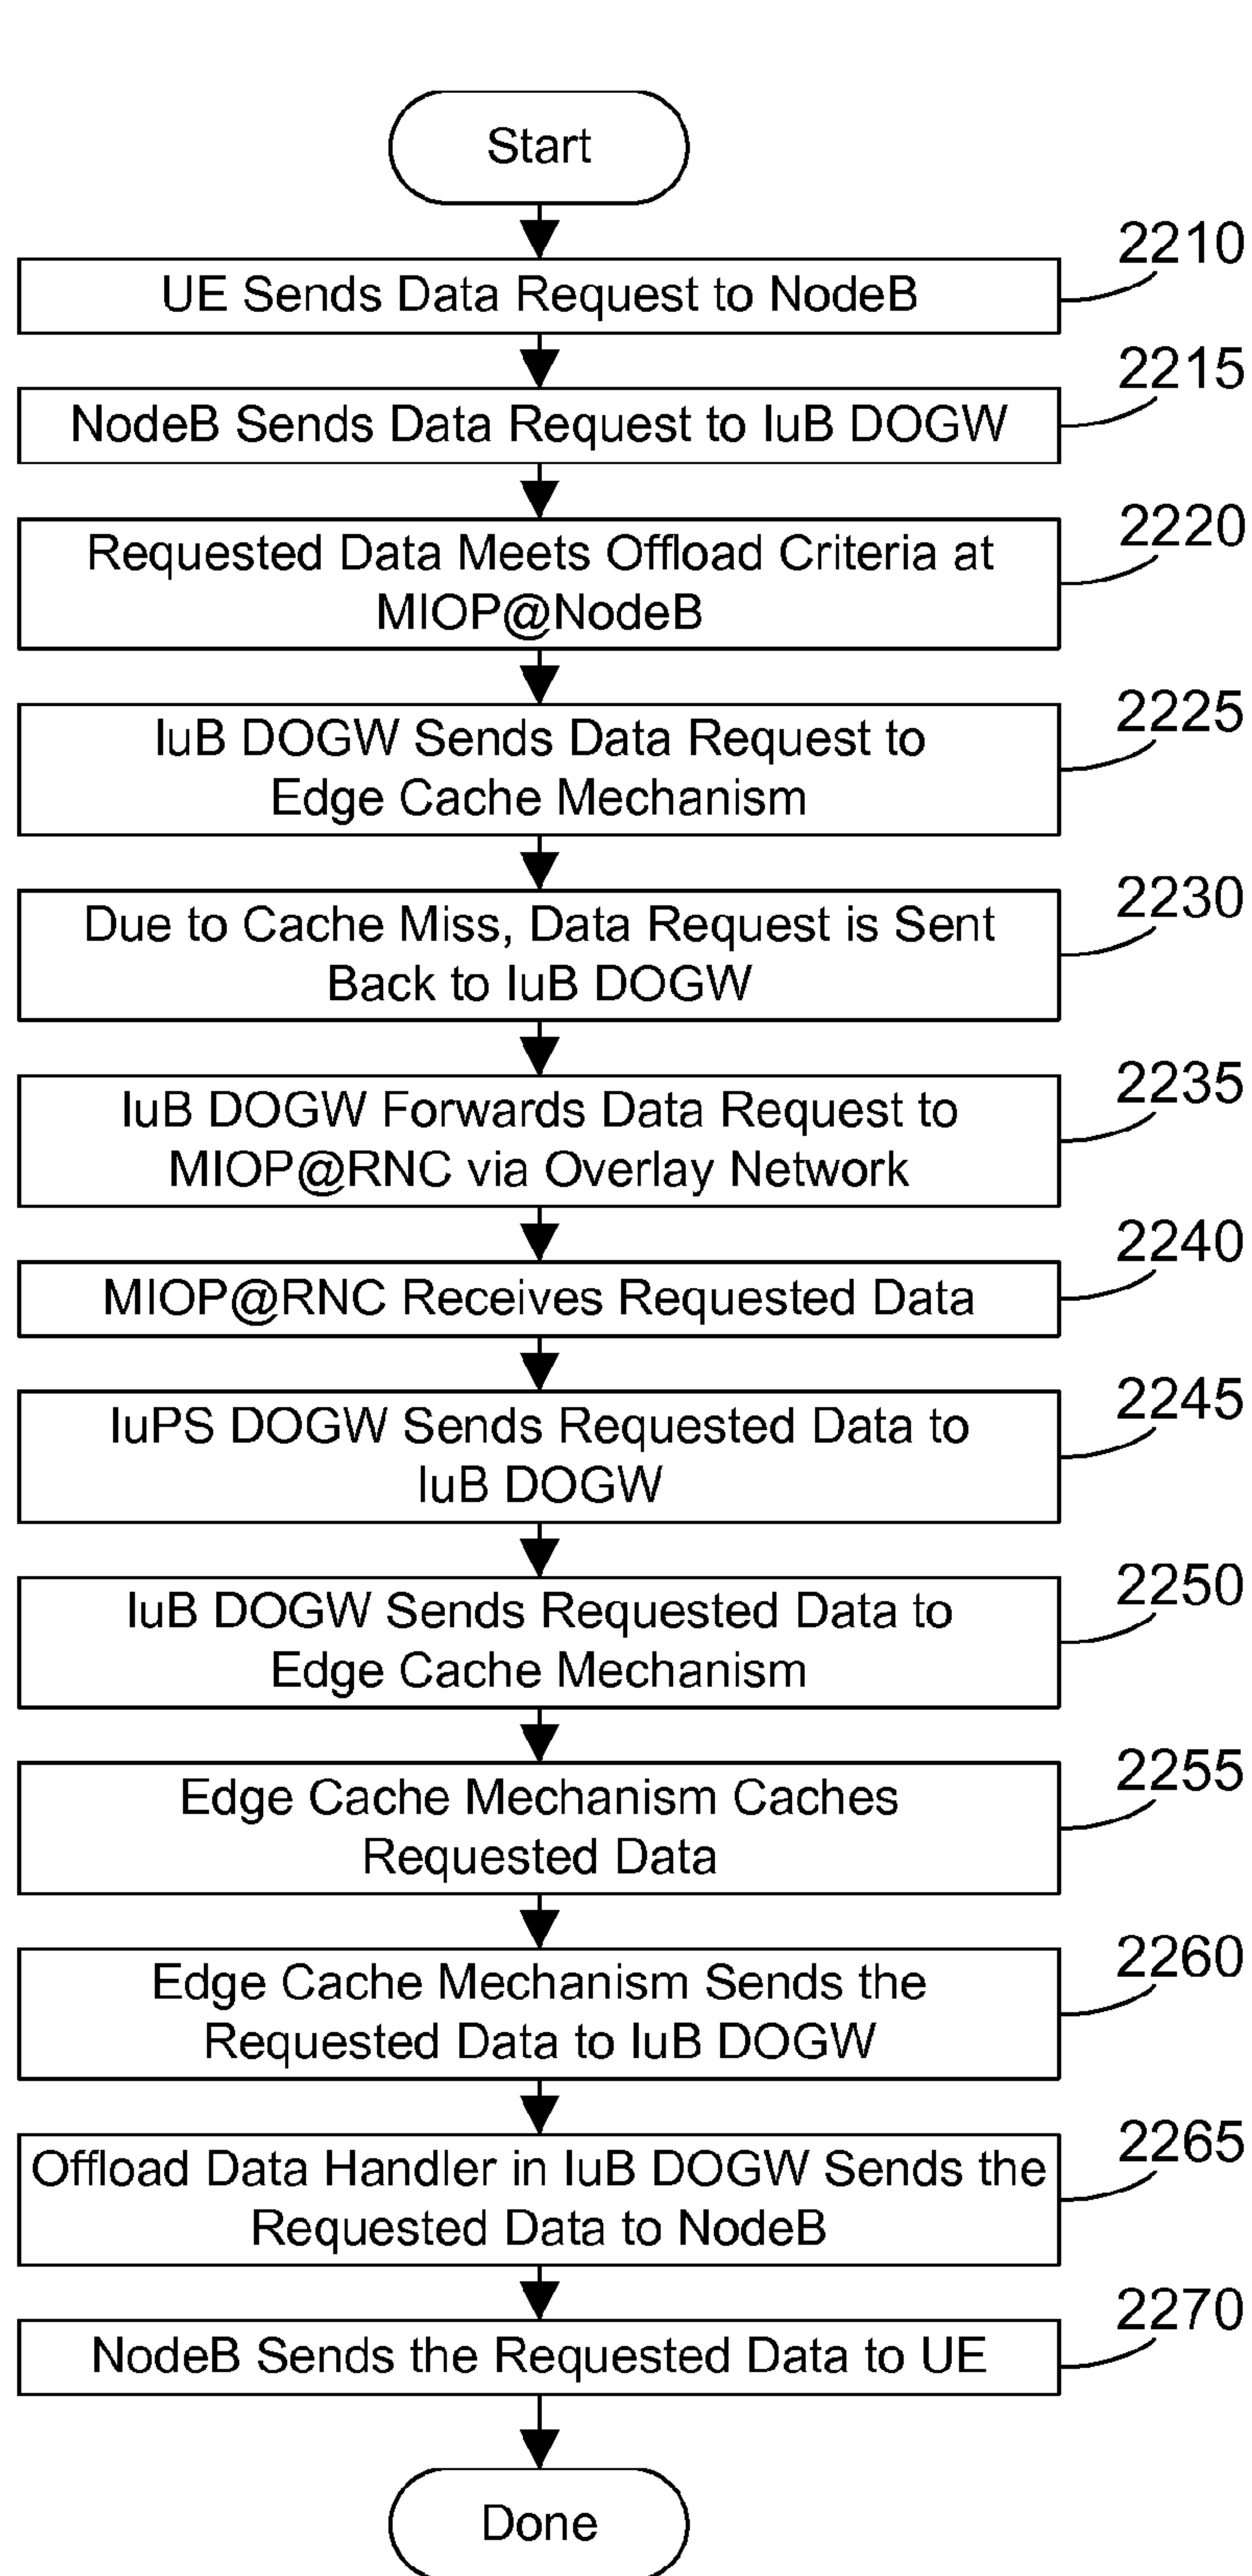 Start
2210
UE Sends Data Request to NodeB
2215
NodeB Sends Data Request to IuB DOGW
2220
Requested Data Meets Offload Criteria at
MIOP@NodeB
2225
IuB DOGW Sends Data Request to
Edge Cache Mechanism
2230
Due to Cache Miss, Data Request is Sent
Back to IuB DOGW
2235
IuB DOGW Forwards Data Request to
MIOP@RNC via Overlay Network
2240
MIOP@RNC Receives Requested Data
2245
IuPS DOGW Sends Requested Data to
IuB DOGW
2250
IuB DOGW Sends Requested Data to
Edge Cache Mechanism
2255
Edge Cache Mechanism Caches
Requested Data
2260
Edge Cache Mechanism Sends the
Requested Data to IuB DOGW
2265
Offload Data Handler in IuB DOGW Sends the
Requested Data to NodeB
2270
NodeB Sends the Requested Data to UE
Done